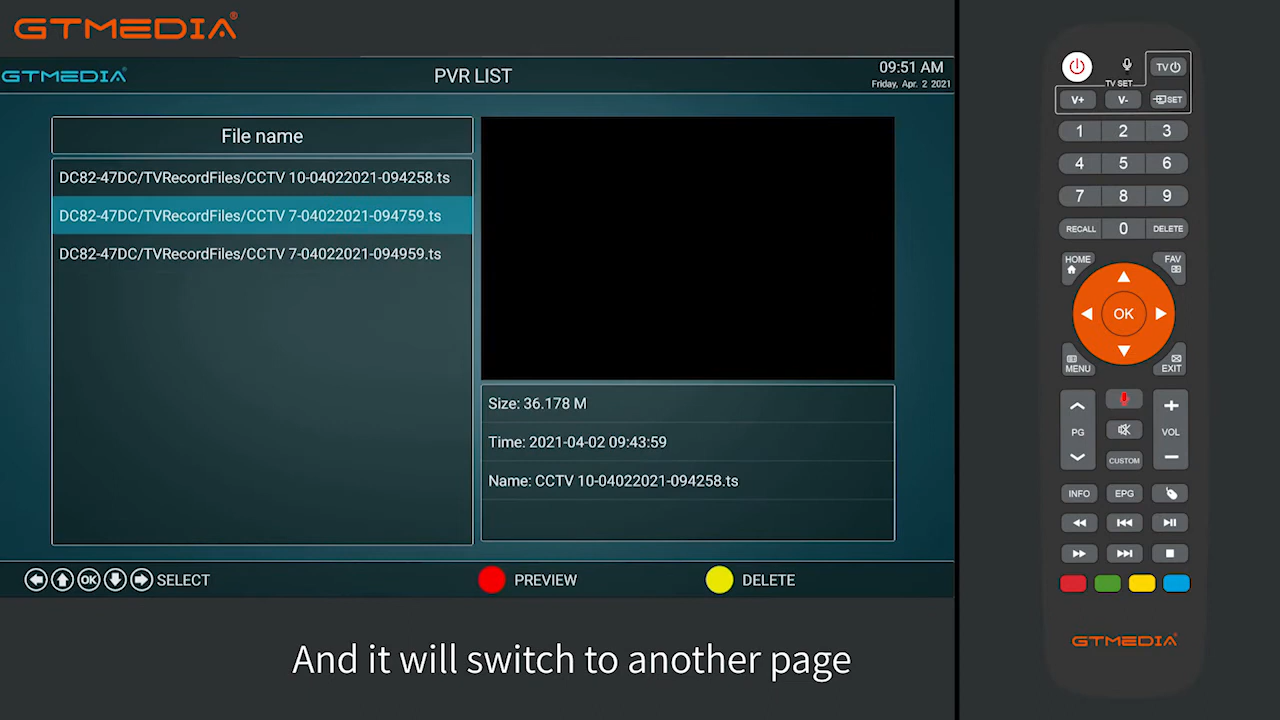 GTMEDIA®
GTMEDIA®
PVR LIST
09:51 AM
Friday, Apr. 2 2021
File name
DC82-47DC/TVRecordFiles/CCTV 10-04022021-094258.ts
DC82-47DC/TVRecordFiles/CCTV 7-04022021-094759.ts
DC82-47DC/TVRecordFiles/CCTV 7-04022021-094959.ts
Size: 36.178 M
Time: 2021-04-02 09:43:59
Name: CCTV 10-04022021-094258.ts
OK SELECT
PREVIEW
DELETE
And it will switch to another page
TV
TV SET
V+ V- SET
1 2 3
4 5 6
7 8 9
RECALL 0 DELETE
HOME FAV
OK
MENU EXIT
PG VOL
CUSTOM
INFO EPG
GTMEDIA®